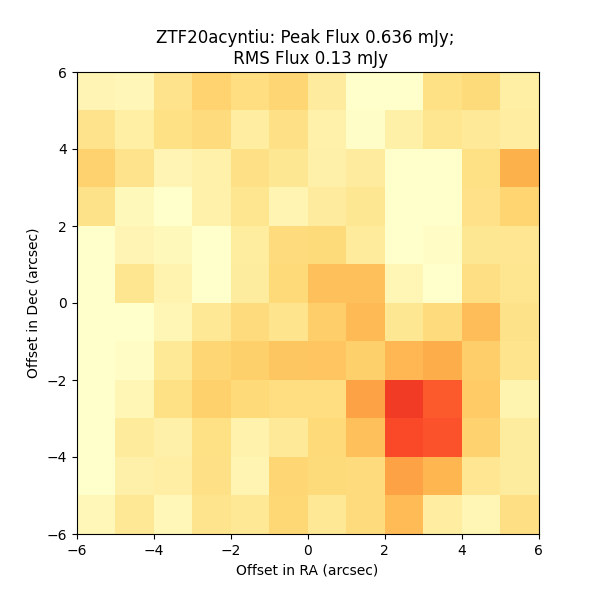 ZTF20acyntiu: Peak Flux 0.636 mJy;
RMS Flux 0.13 mJy
6
4
2
0
−2
−4
−6
Offset in Dec (arcsec)
−6 −4 −2 0 2 4 6
Offset in RA (arcsec)